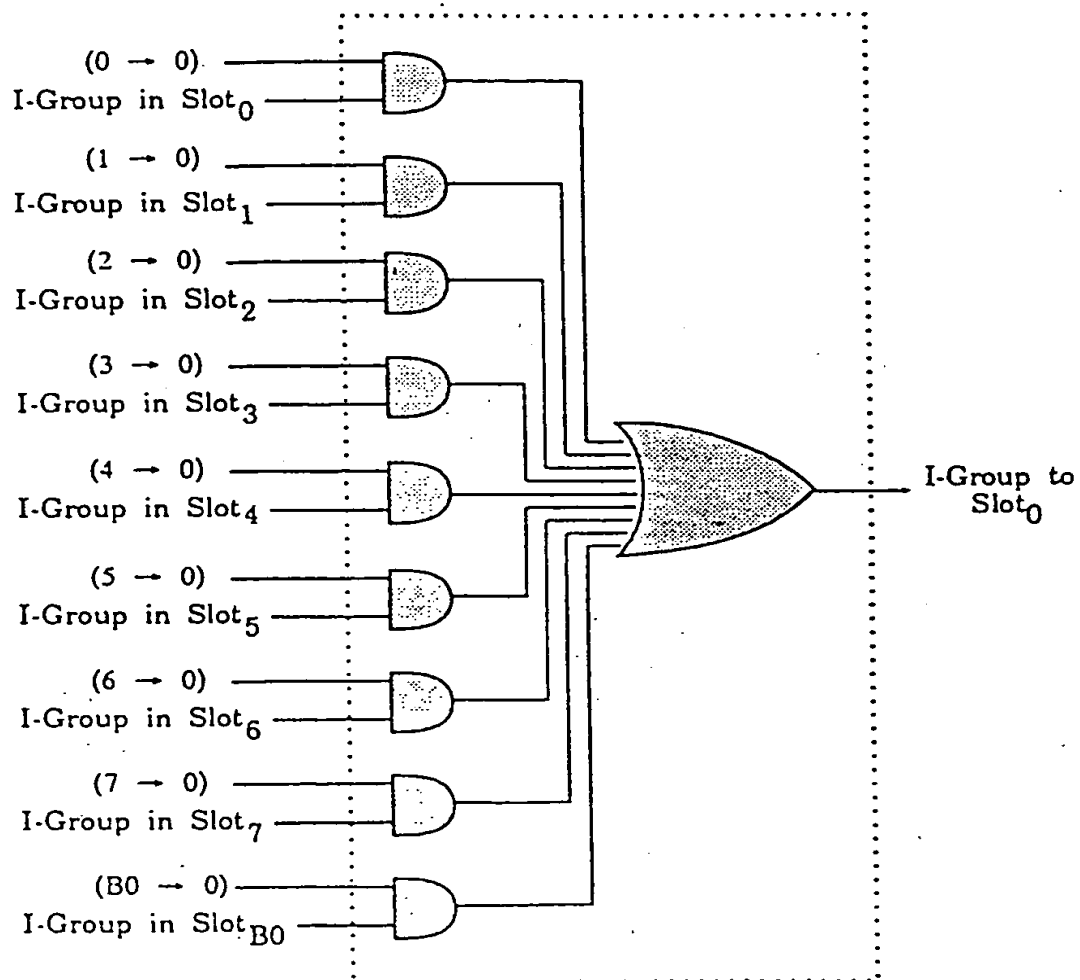 (0 → 0)
I-Group in Slot0
(1 → 0)
I-Group in Slot1
(2 → 0)
I-Group in Slot2
(3 → 0)
I-Group in Slot3
(4 → 0)
I-Group in Slot4
(5 → 0)
I-Group in Slot5
(6 → 0)
I-Group in Slot6
(7 → 0)
I-Group in Slot7
(B0 → 0)
I-Group in SlotB0
I-Group to
Slot0